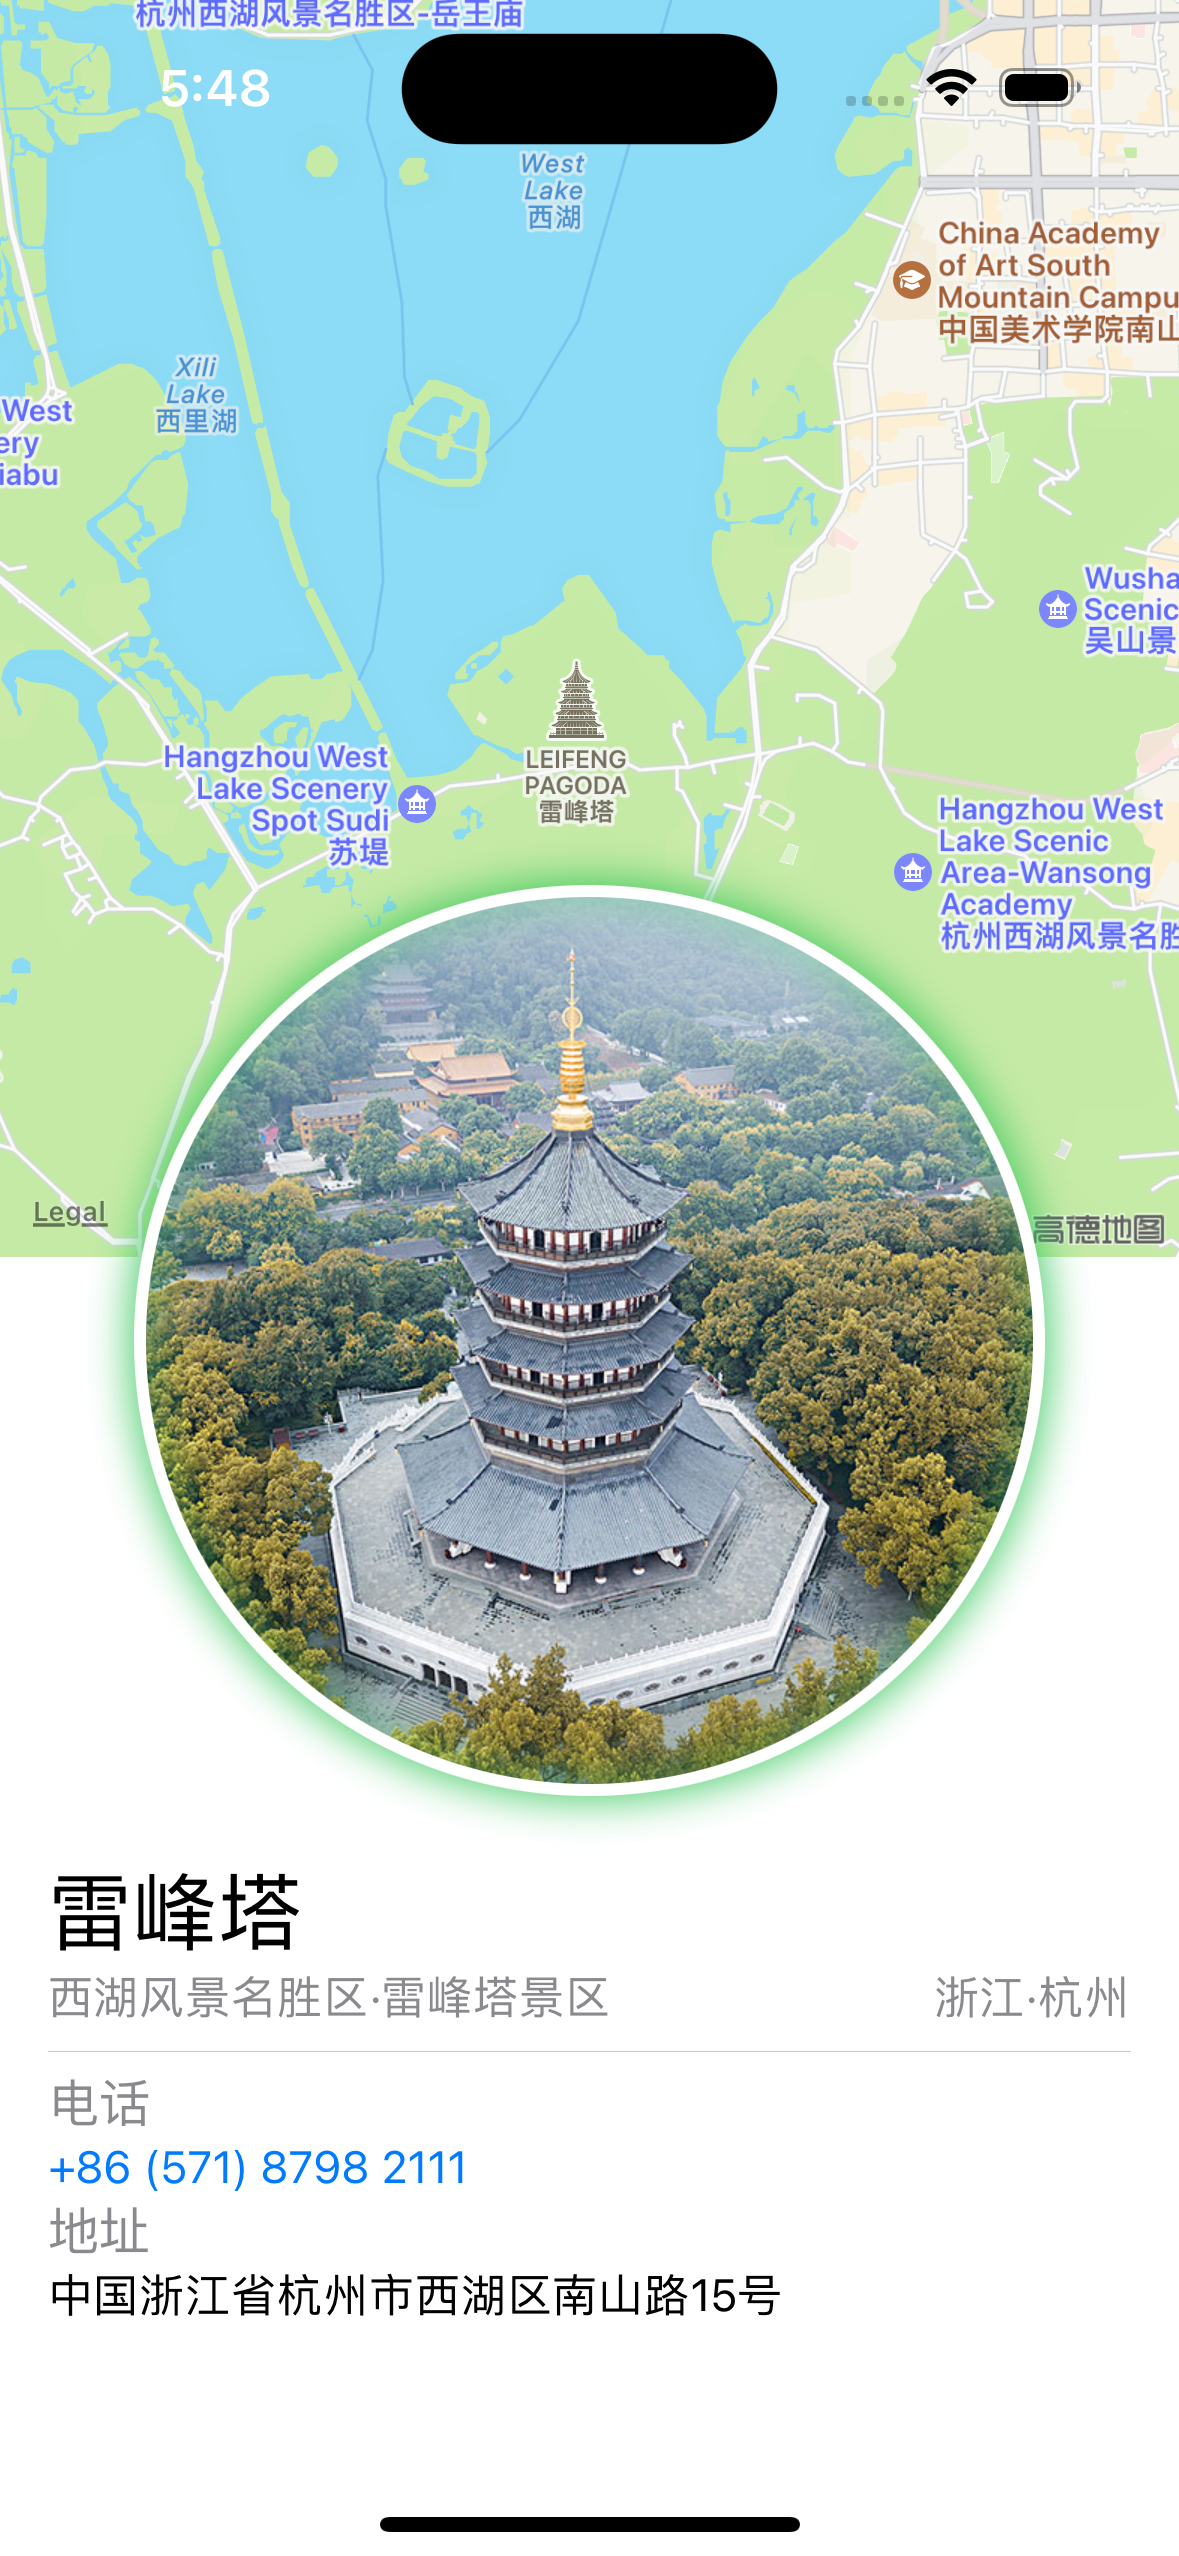 杭州西湖风景名胜区-岳王庙
5:48
West
Lake
西湖
China Academy
of Art South
Mountain Campu
中国美术学院南山
Xili
Lake
西里湖
West
ery
iabu
Wusha
Scenic
吴山景
LEIFENG
PAGODA
雷峰塔
Hangzhou West
Lake Scenery
Spot Sudi
苏堤
Hangzhou West
Lake Scenic
Area-Wansong
Academy
杭州西湖风景名胜
Legal
高德地图
雷峰塔
西湖风景名胜区·雷峰塔景区
浙江·杭州
电话
+86 (571) 8798 2111
地址
中国浙江省杭州市西湖区南山路15号